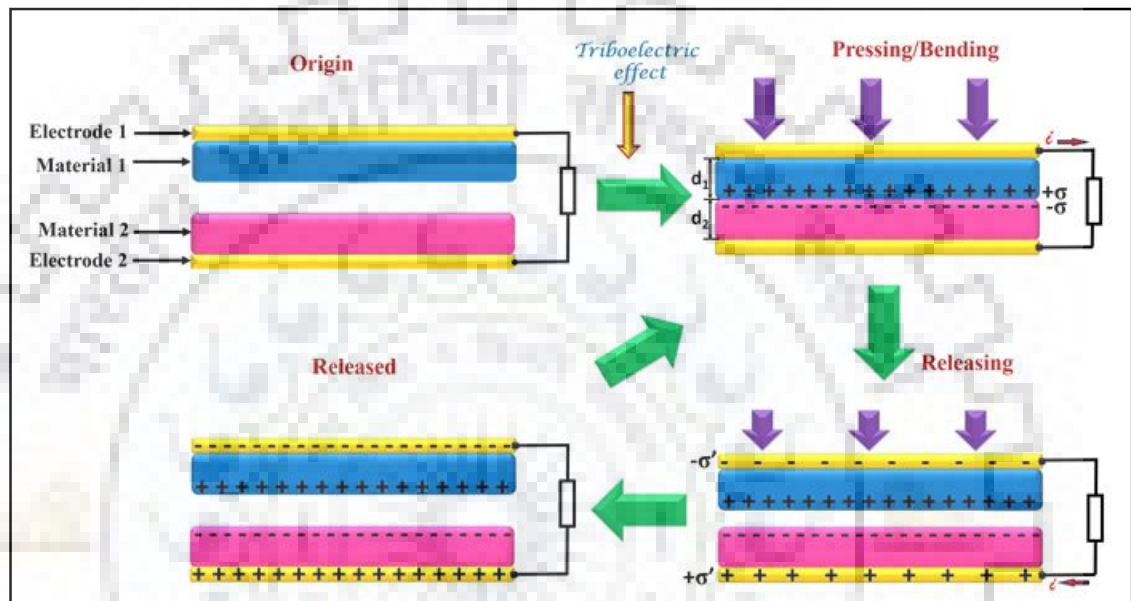 Origin
Triboelectric
effect
Pressing/Bending
Electrode 1
Material 1
Material 2
Electrode 2
i
d1
+ + + + + + + + + + + + + + + + +σ
- - - - - - - - - - - - - - - -σ
d2
Released
Releasing
-σ'
+σ'
i